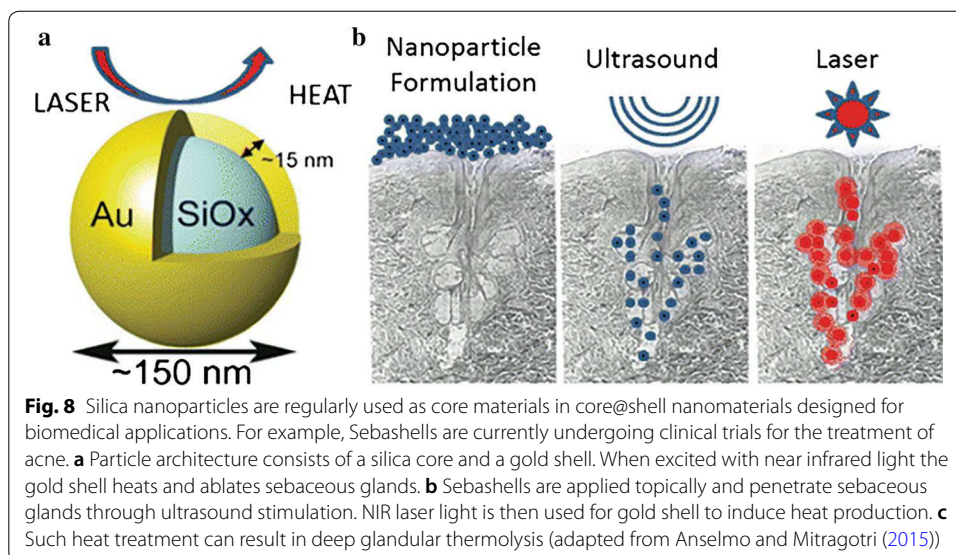 a
LASER
HEAT
~15 nm
Au
SiOx
~150 nm
b
Nanoparticle
Formulation
Ultrasound
Laser
Fig. 8 Silica nanoparticles are regularly used as core materials in core@shell nanomaterials designed for
biomedical applications. For example, Sebashells are currently undergoing clinical trials for the treatment of
acne. a Particle architecture consists of a silica core and a gold shell. When excited with near infrared light the
gold shell heats and ablates sebaceous glands. b Sebashells are applied topically and penetrate sebaceous
glands through ultrasound stimulation. NIR laser light is then used for gold shell to induce heat production. c
Such heat treatment can result in deep glandular thermolysis (adapted from Anselmo and Mitragotri (2015))